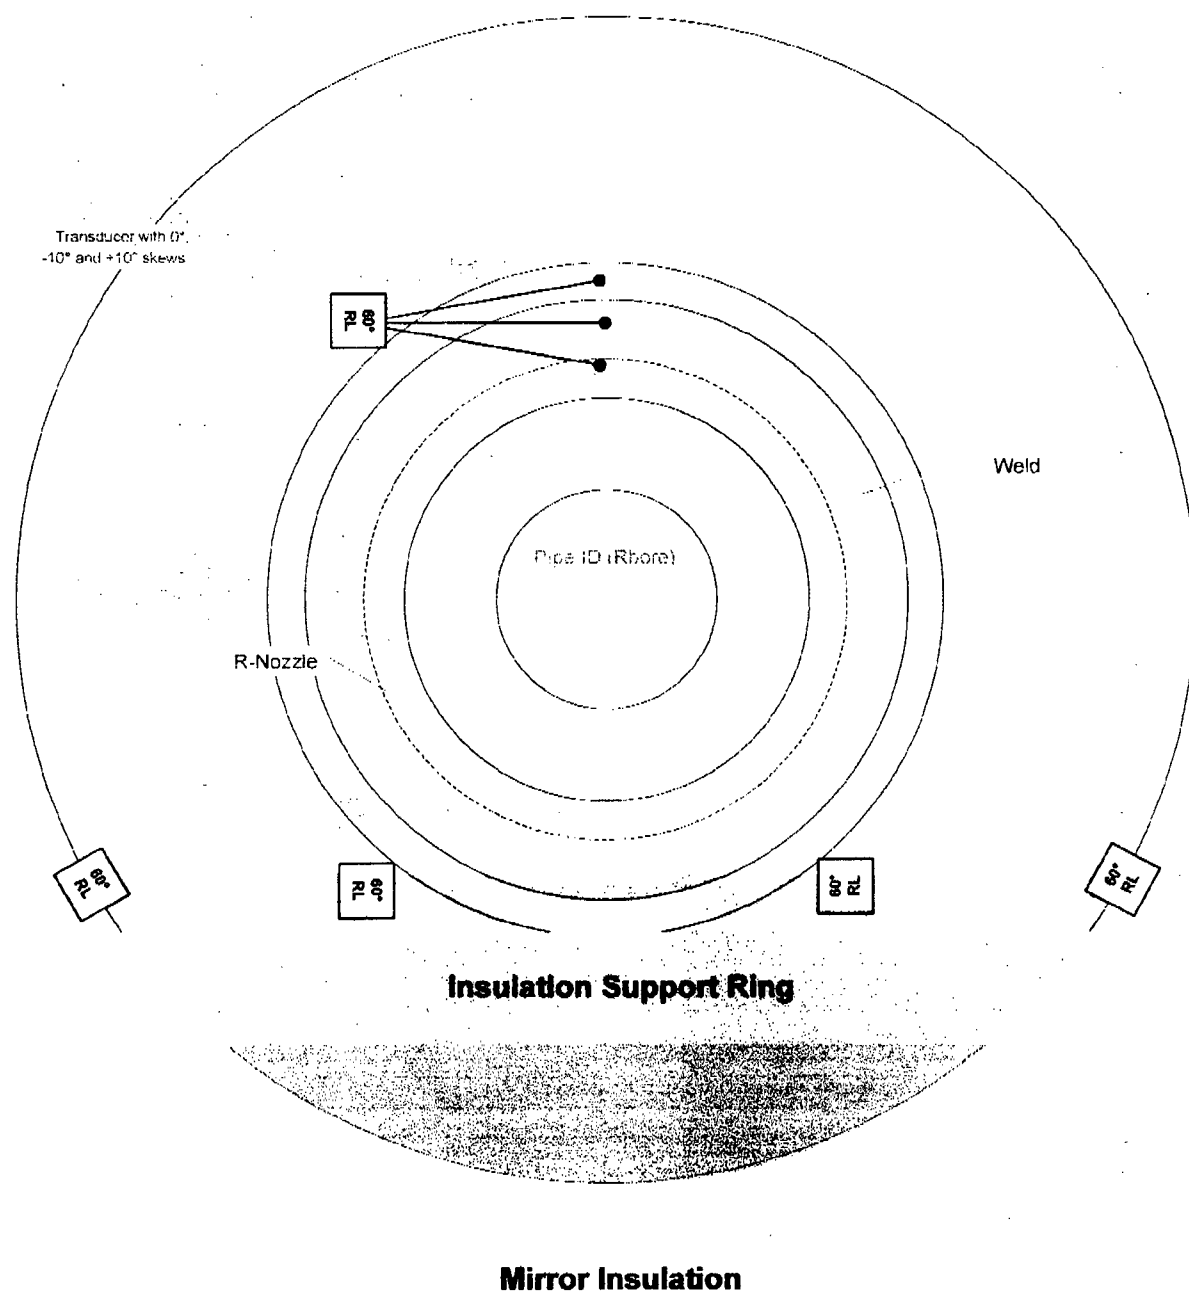 Transducer with 0°,
-10° and +10° skews
60°
RL
Weld
Pipe ID (Rbore)
R-Nozzle
60°
RL
60°
RL
60°
RL
60°
RL
Insulation Support Ring
Mirror Insulation